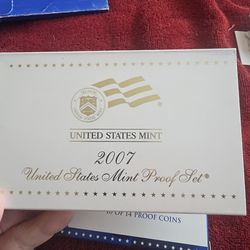 UNITED STATES MINT
2007
United States Mint Proof Set®
OF 14 PROOF COINS